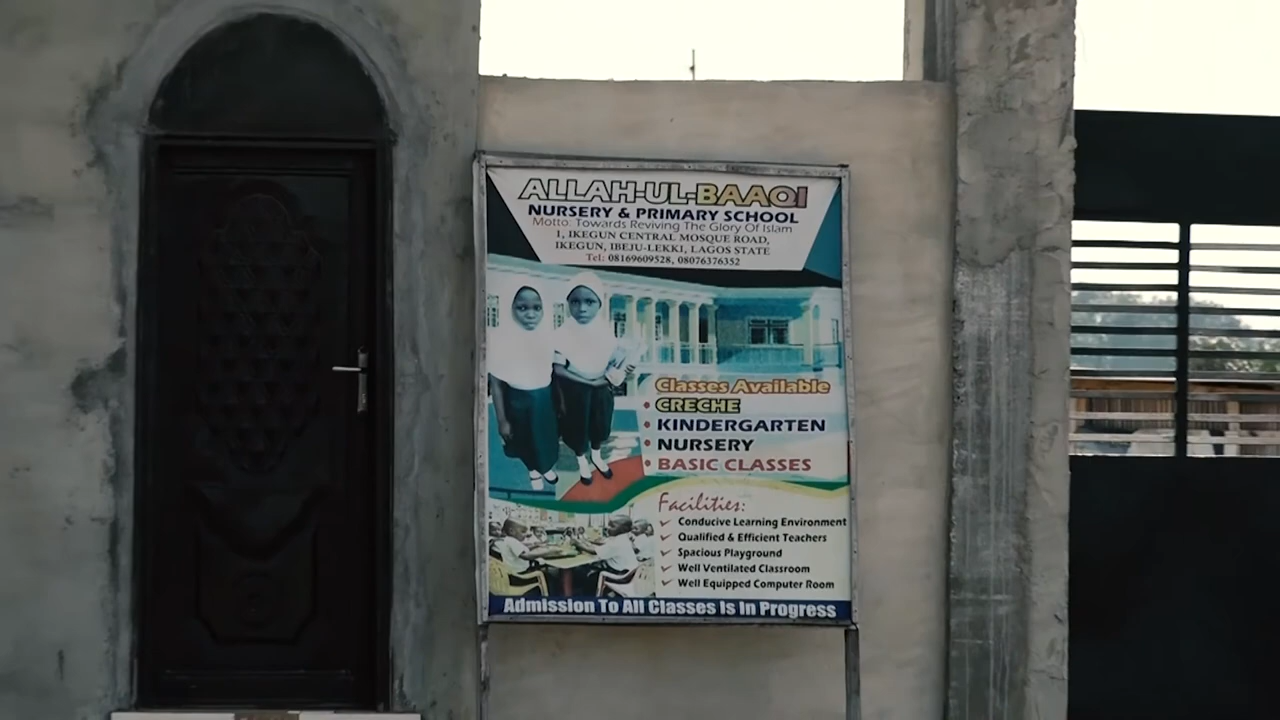 ALLAH-UL-BAAQI
NURSERY & PRIMARY SCHOOL
Motto: Towards Reviving The Glory Of Islam
1, IKEGUN CENTRAL MOSQUE ROAD,
IKEGUN, IBEJU-LEKKI, LAGOS STATE
Tel: 08169609528, 08076376352
Classes Available
CRECHE
KINDERGARTEN
NURSERY
BASIC CLASSES
Facilities:
Conducive Learning Environment
Qualified & Efficient Teachers
Spacious Playground
Well Ventilated Classroom
Well Equipped Computer Room
Admission To All Classes Is In Progress